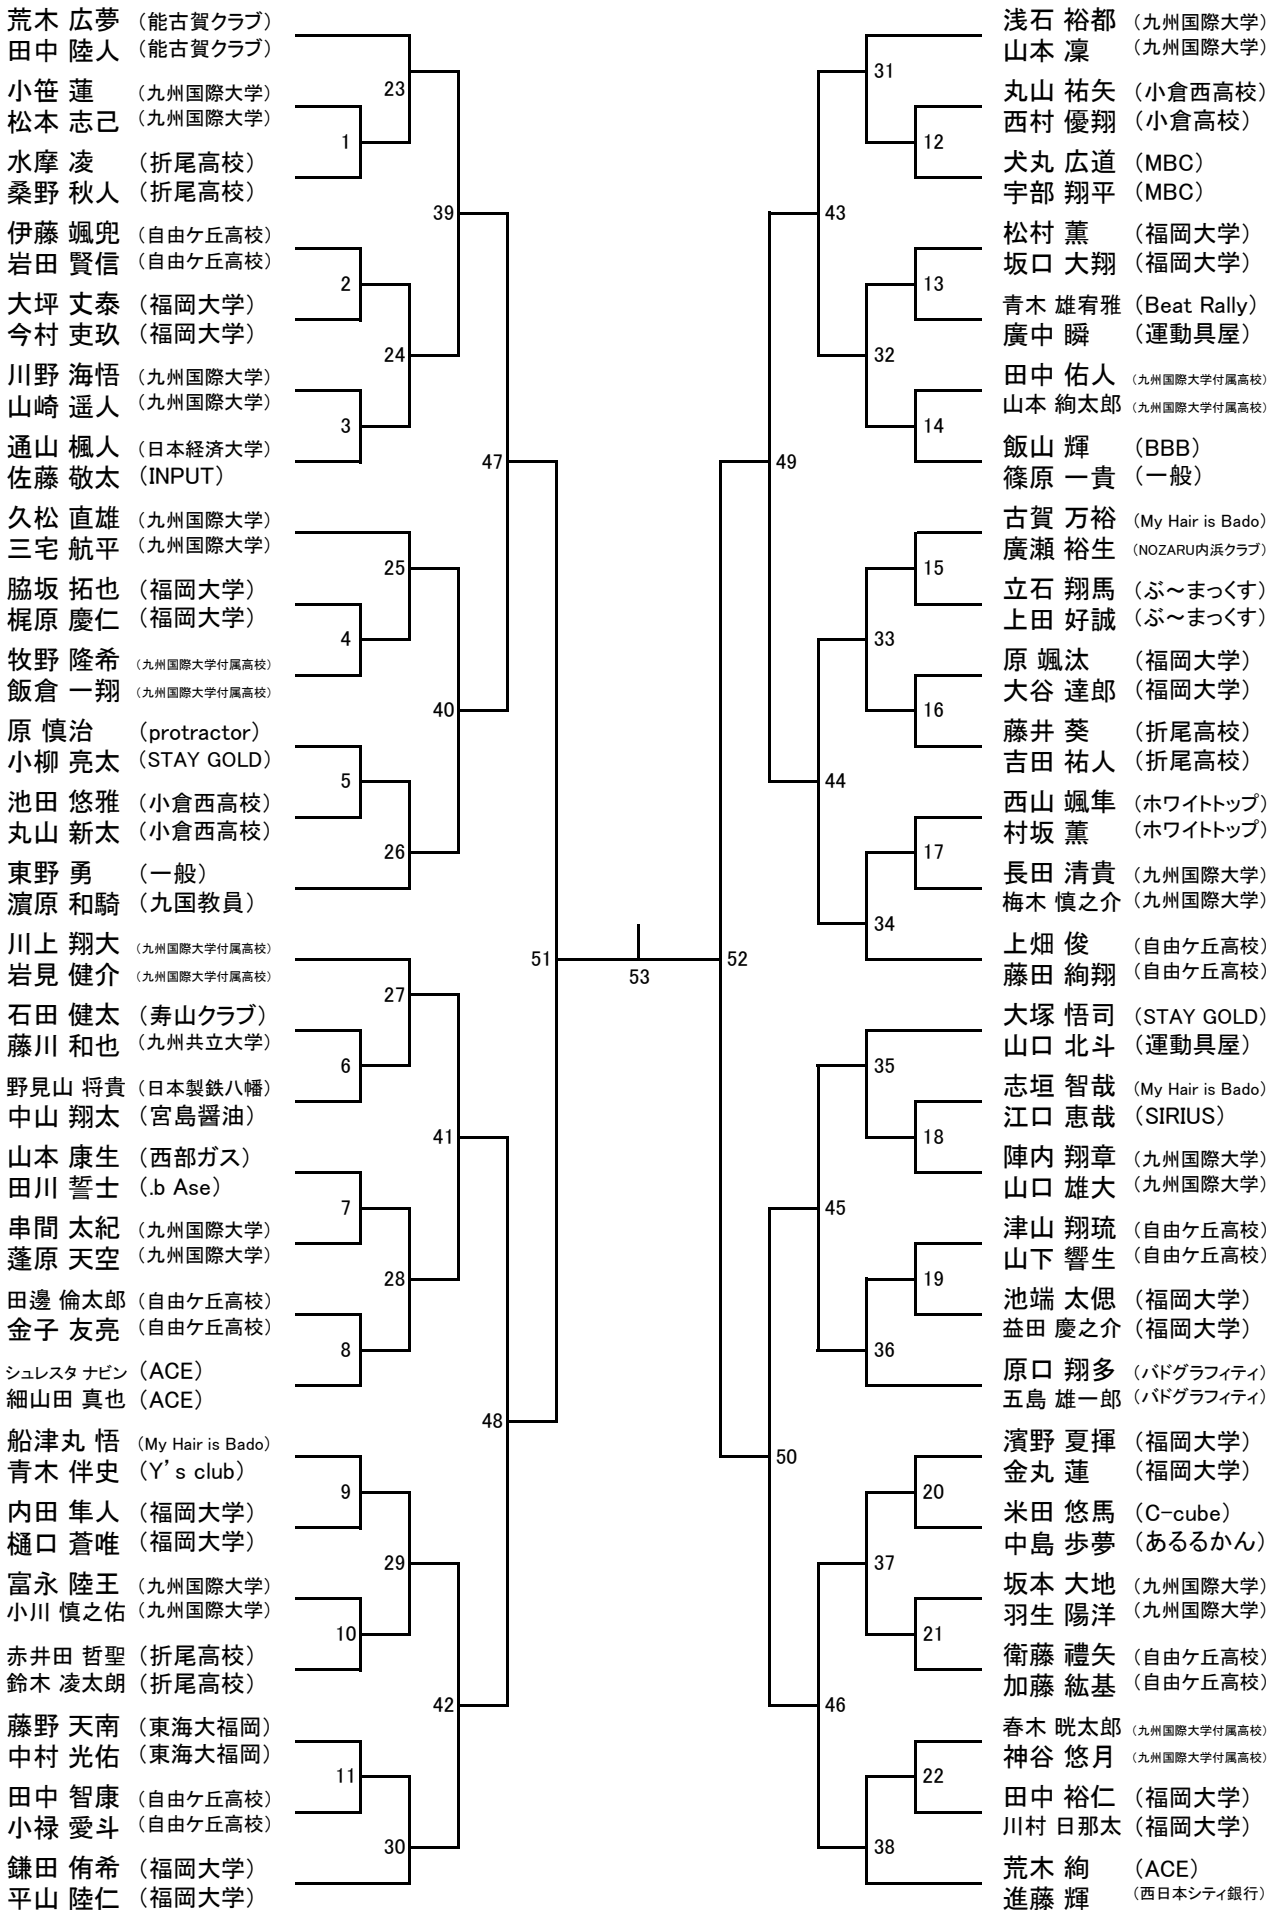 荒木 広夢 (能古賀クラブ)
田中 陸人 (能古賀クラブ)
小笹 蓮 (九州国際大学)
松本 志己 (九州国際大学)
水摩 凌 (折尾高校)
桑野 秋人 (折尾高校)
伊藤 颯兜 (自由ケ丘高校)
岩田 賢信 (自由ケ丘高校)
大坪 丈泰 (福岡大学)
今村 吏玖 (福岡大学)
川野 海悟 (九州国際大学)
山崎 遥人 (九州国際大学)
通山 楓人 (日本経済大学)
佐藤 敬太 (INPUT)
久松 直雄 (九州国際大学)
三宅 航平 (九州国際大学)
脇坂 拓也 (福岡大学)
梶原 慶仁 (福岡大学)
牧野 隆希 (九州国際大学付属高校)
飯倉 一翔 (九州国際大学付属高校)
原 慎治 (protractor)
小柳 亮太 (STAY GOLD)
池田 悠雅 (小倉西高校)
丸山 新太 (小倉西高校)
東野 勇 (一般)
濵原 和騎 (九国教員)
川上 翔大 (九州国際大学付属高校)
岩見 健介 (九州国際大学付属高校)
石田 健太 (寿山クラブ)
藤川 和也 (九州共立大学)
野見山 将貴 (日本製鉄八幡)
中山 翔太 (宮島醤油)
山本 康生 (西部ガス)
田川 誓士 (.b Ase)
串間 太紀 (九州国際大学)
蓬原 天空 (九州国際大学)
田邊 倫太郎 (自由ケ丘高校)
金子 友亮 (自由ケ丘高校)
シュレスタ ナビン (ACE)
細山田 真也 (ACE)
船津丸 悟 (My Hair is Bado)
青木 伴史 (Y's club)
内田 隼人 (福岡大学)
樋口 蒼唯 (福岡大学)
富永 陸王 (九州国際大学)
小川 慎之佑 (九州国際大学)
赤井田 哲聖 (折尾高校)
鈴木 凌太朗 (折尾高校)
藤野 天南 (東海大福岡)
中村 光佑 (東海大福岡)
田中 智康 (自由ケ丘高校)
小禄 愛斗 (自由ケ丘高校)
鎌田 侑希 (福岡大学)
平山 陸仁 (福岡大学)
1
2
3
4
5
6
7
8
9
10
11
23
24
25
26
27
28
29
30
39
40
41
42
47
48
51
53
52
49
50
43
44
45
46
31
32
33
34
35
36
37
38
12
13
14
15
16
17
18
19
20
21
22
浅石 裕都 (九州国際大学)
山本 凜 (九州国際大学)
丸山 祐矢 (小倉西高校)
西村 優翔 (小倉高校)
犬丸 広道 (MBC)
宇部 翔平 (MBC)
松村 薫 (福岡大学)
坂口 大翔 (福岡大学)
青木 雄宥雅 (Beat Rally)
廣中 瞬 (運動具屋)
田中 佑人 (九州国際大学付属高校)
山本 絢太郎 (九州国際大学付属高校)
飯山 輝 (BBB)
篠原 一貴 (一般)
古賀 万裕 (My Hair is Bado)
廣瀬 裕生 (NOZARU内浜クラブ)
立石 翔馬 (ぶ～まっくす)
上田 好誠 (ぶ～まっくす)
原 颯汰 (福岡大学)
大谷 達郎 (福岡大学)
藤井 葵 (折尾高校)
吉田 祐人 (折尾高校)
西山 颯隼 (ホワイトトップ)
村坂 薫 (ホワイトトップ)
長田 清貴 (九州国際大学)
梅木 慎之介 (九州国際大学)
上畑 俊 (自由ケ丘高校)
藤田 絢翔 (自由ケ丘高校)
大塚 悟司 (STAY GOLD)
山口 北斗 (運動具屋)
志垣 智哉 (My Hair is Bado)
江口 恵哉 (SIRIUS)
陣内 翔章 (九州国際大学)
山口 雄大 (九州国際大学)
津山 翔琉 (自由ケ丘高校)
山下 響生 (自由ケ丘高校)
池端 太偲 (福岡大学)
益田 慶之介 (福岡大学)
原口 翔多 (バドグラフィティ)
五島 雄一郎 (バドグラフィティ)
濱野 夏揮 (福岡大学)
金丸 蓮 (福岡大学)
米田 悠馬 (C-cube)
中島 歩夢 (あるるかん)
坂本 大地 (九州国際大学)
羽生 陽洋 (九州国際大学)
衛藤 禮矢 (自由ケ丘高校)
加藤 紘基 (自由ケ丘高校)
春木 晄太郎 (九州国際大学付属高校)
神谷 悠月 (九州国際大学付属高校)
田中 裕仁 (福岡大学)
川村 日那太 (福岡大学)
荒木 絢 (ACE)
進藤 輝 (西日本シティ銀行)